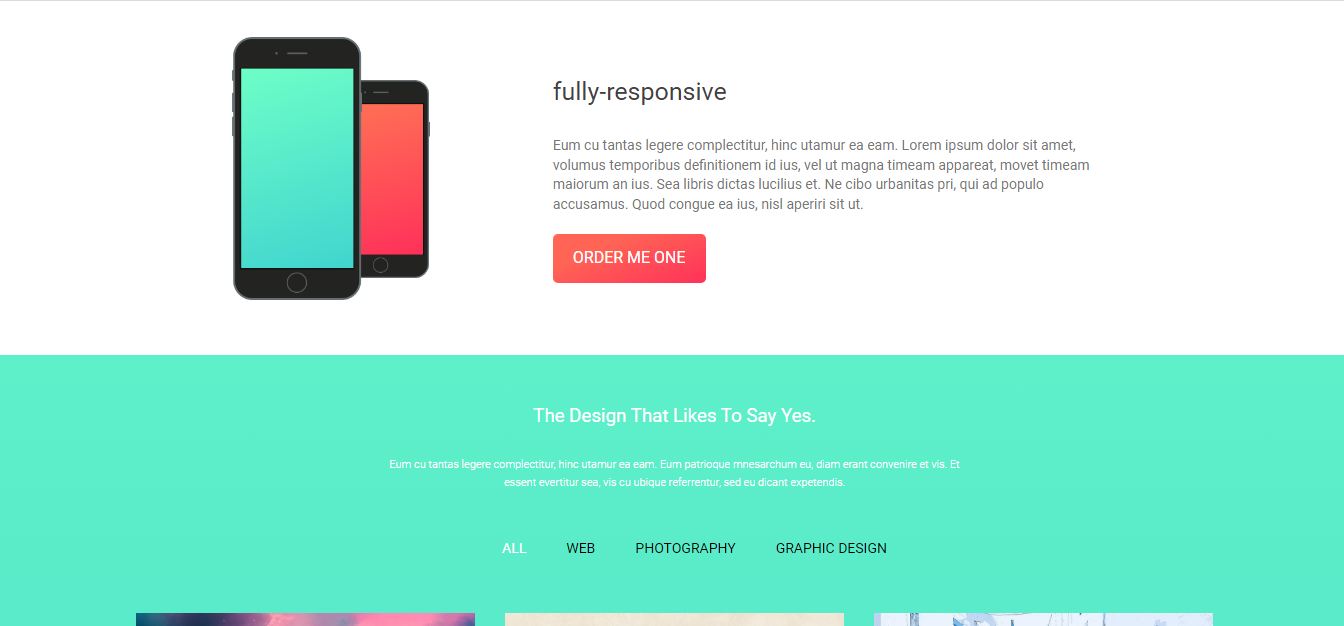 fully-responsive
Eum cu tantas legere complectitur, hinc utamur ea eam. Lorem ipsum dolor sit amet,
volumus temporibus definitionem id ius, vel ut magna timeam appareat, movet timeam
maiorum an ius. Sea libris dictas lucilius et. Ne cibo urbanitas pri, qui ad populo
accusamus. Quod congue ea ius, nisl aperiri sit ut.
ORDER ME ONE
The Design That Likes To Say Yes.
Eum cu tantas legere complectitur, hinc utamur ea eam. Eum patrioque mnesarchum eu, diam erant convenire et vis. Et
essent evertitur sea, vis cu ubique referrentur, sed eu dicant expetendis.
ALL WEB PHOTOGRAPHY GRAPHIC DESIGN